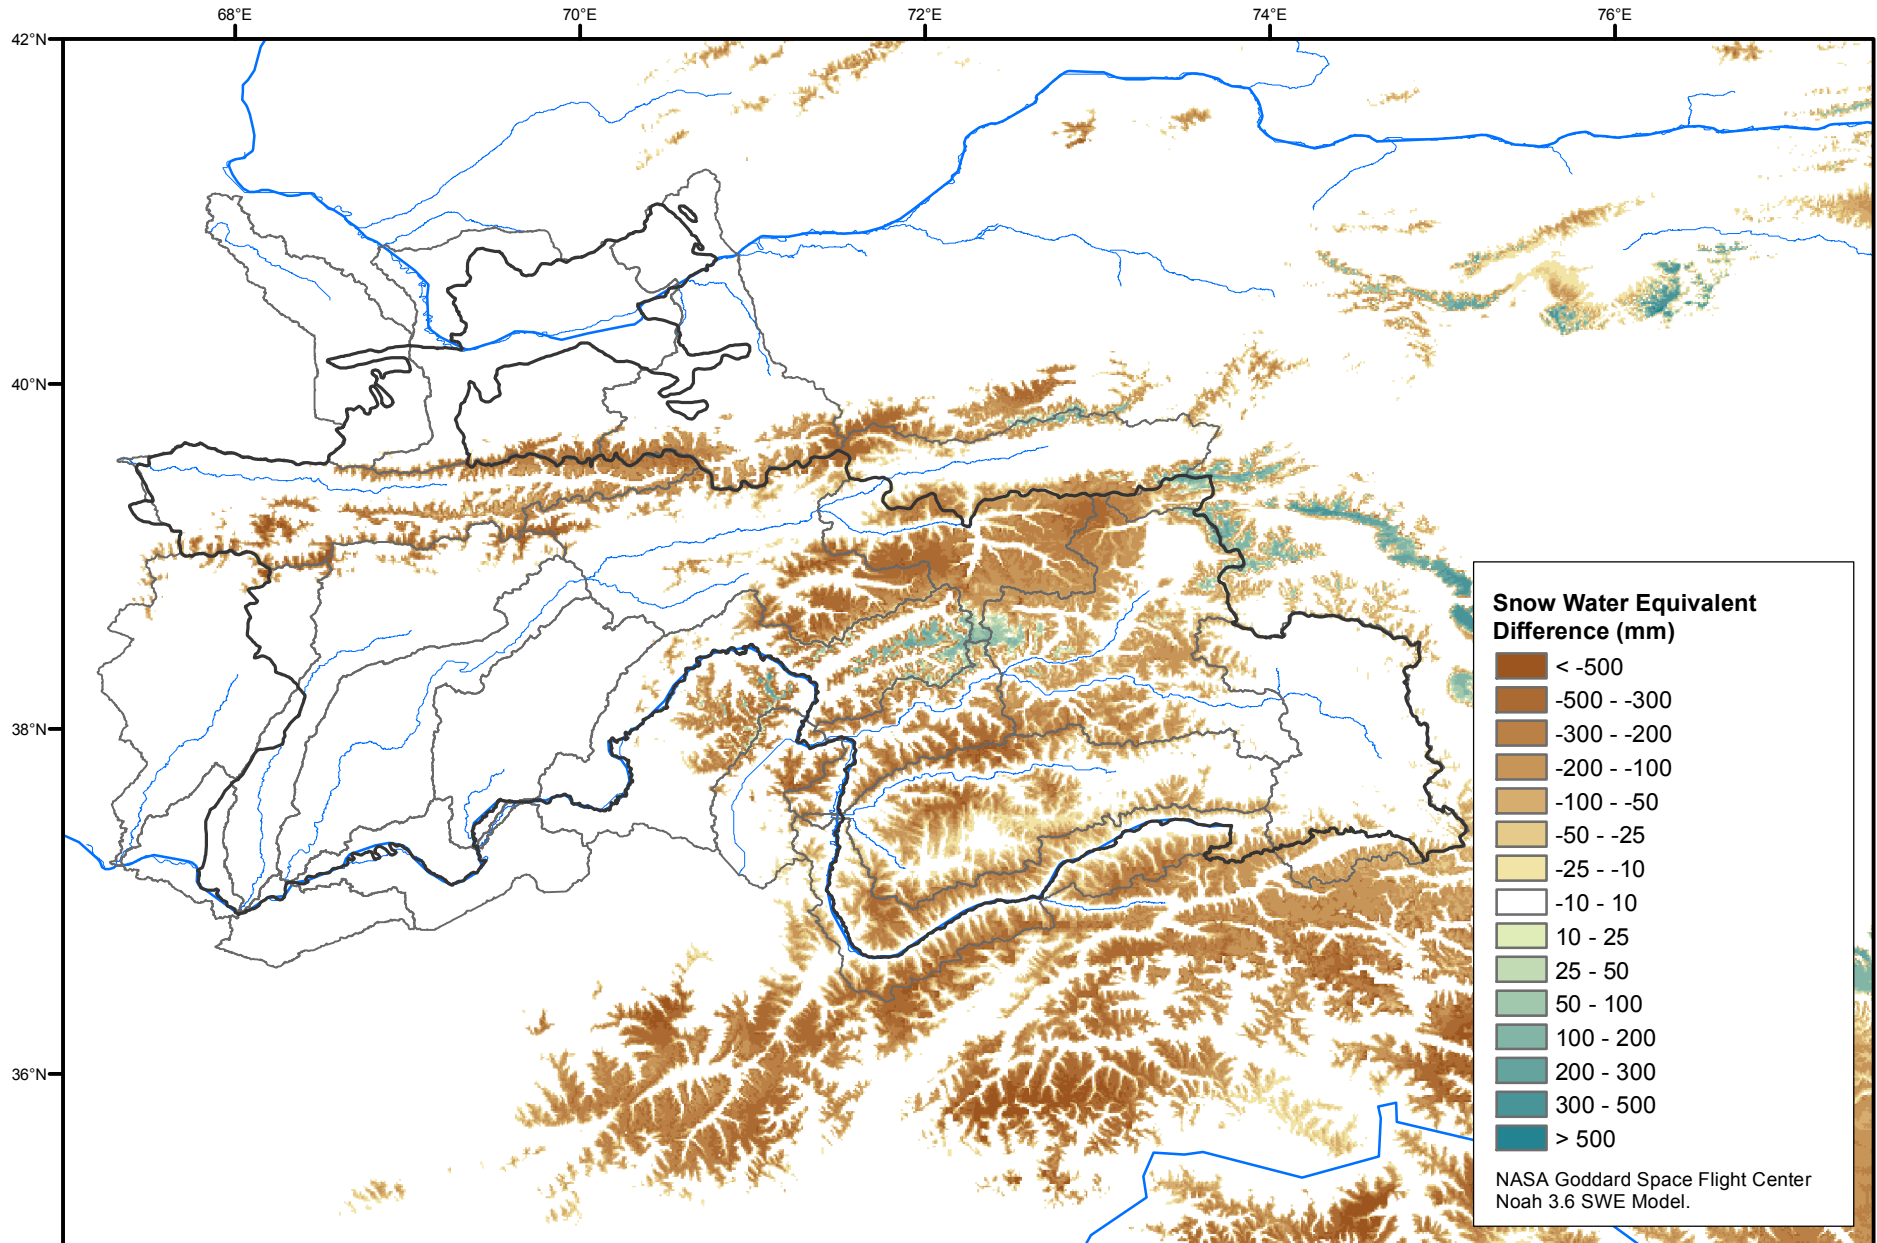 68°E 70°E 72°E 74°E 76°E
42°N
40°N
38°N
36°N
Snow Water Equivalent
Difference (mm)
< -500
-500 - -300
-300 - -200
-200 - -100
-100 - -50
-50 - -25
-25 - -10
-10 - 10
10 - 25
25 - 50
50 - 100
100 - 200
200 - 300
300 - 500
> 500
NASA Goddard Space Flight Center
Noah 3.6 SWE Model.